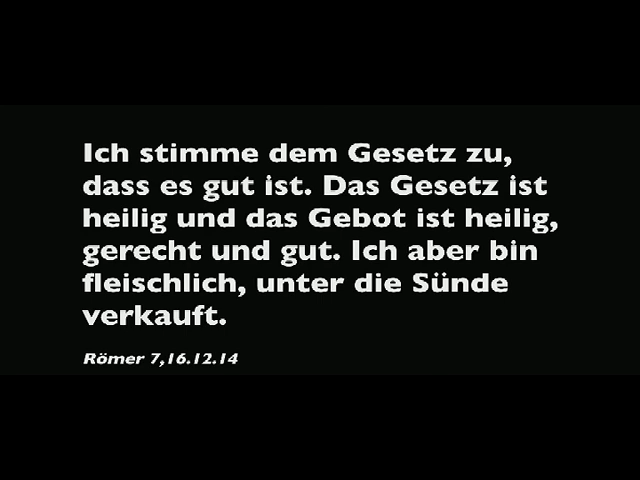 Ich stimme dem Gesetz zu,
dass es gut ist. Das Gesetz ist
heilig und das Gebot ist heilig,
gerecht und gut. Ich aber bin
fleischlich, unter die Sünde
verkauft.
Römer 7,16.12.14